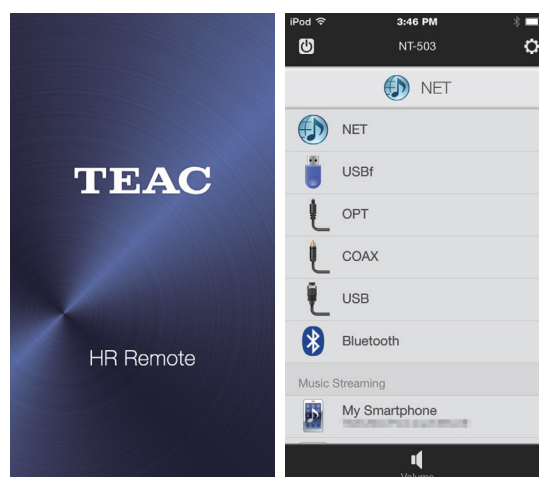 TEAC
HR Remote
iPod 3:46 PM
NT-503
NET
NET
USBf
OPT
COAX
USB
Bluetooth
Music Streaming
My Smartphone
Volume